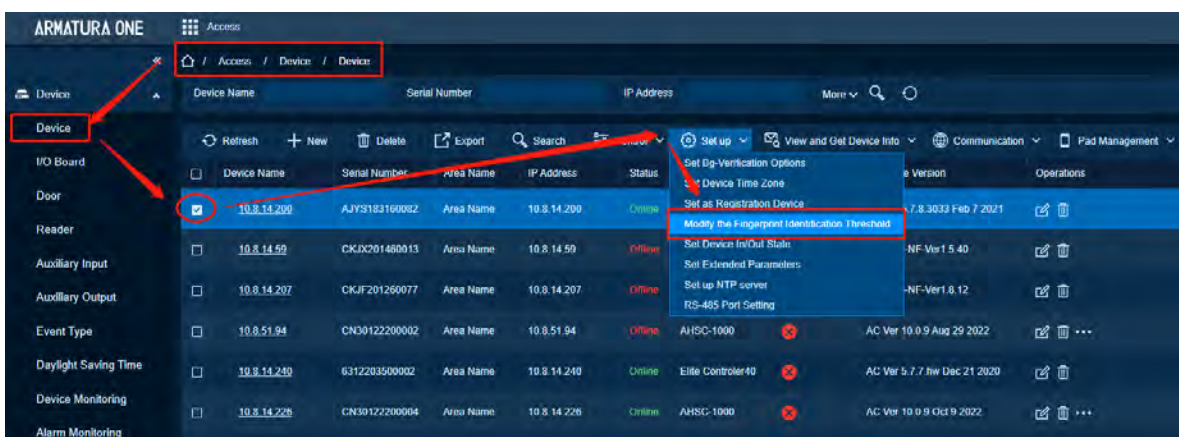 ARMATURA ONE
Access
/ Access / Device / Device
Device
Device
I/O Board
Door
Reader
Auxiliary Input
Auxillary Output
Event Type
Daylight Saving Time
Device Monitoring
Alarm Monitoring
Device Name Serial Number IP Address More
Refresh New Delete Export Search Set up View and Get Device Info Communication Pad Management
Device Name Serial Number Area Name IP Address Status e Version Operations
10.8.14.200 AJYS183160082 Area Name 10.8.14.200 Online .7.8.3033 Feb 7 2021
10.8.14.59 CKJX201460013 Area Name 10.8.14.59 Offline -NF-Ver1.5.40
10.8.14.207 CKJF201260077 Area Name 10.8.14.207 Offline -NF-Ver1.8.12
10.8.51.94 CN30122200002 Area Name 10.8.51.94 Offline AHSC-1000 AC Ver 10.0.9 Aug 29 2022
10.8.14.240 6312203500002 Area Name 10.8.14.240 Online Elite Controler40 AC Ver 5.7.7.hw Dec 21 2020
10.8.14.226 CN30122200004 Area Name 10.8.14.226 Online AHSC-1000 AC Ver 10.0.9 Oct 9 2022
Set Bg-Verification Options
Set Device Time Zone
Set as Registration Device
Modify the Fingerprint Identification Threshold
Set Device In/Out State
Set Extended Parameters
Set up NTP server
RS-485 Port Setting